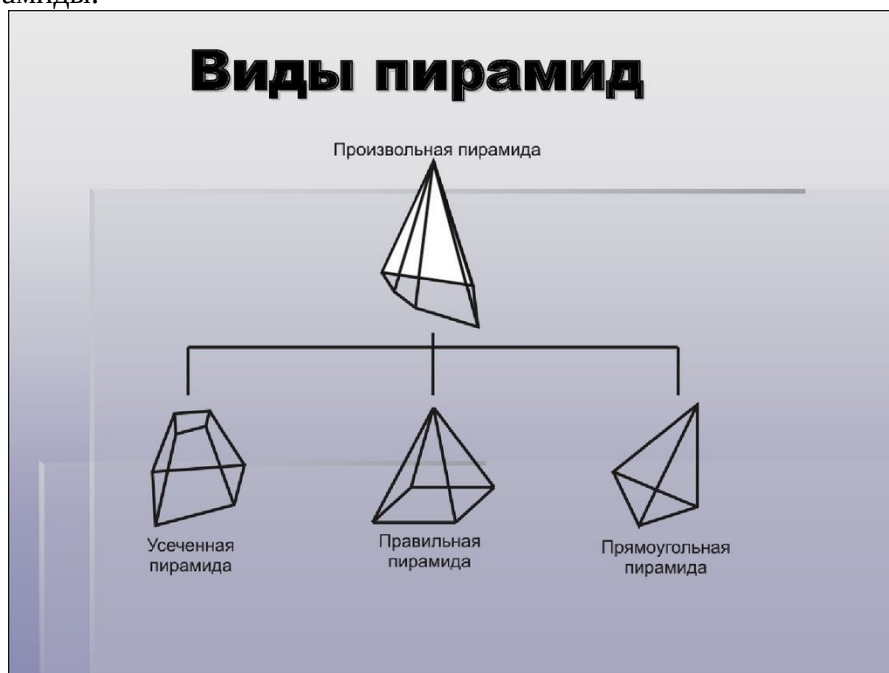 Виды пирамид
Произвольная пирамида
Усеченная
пирамида
Правильная
пирамида
Прямоугольная
пирамида